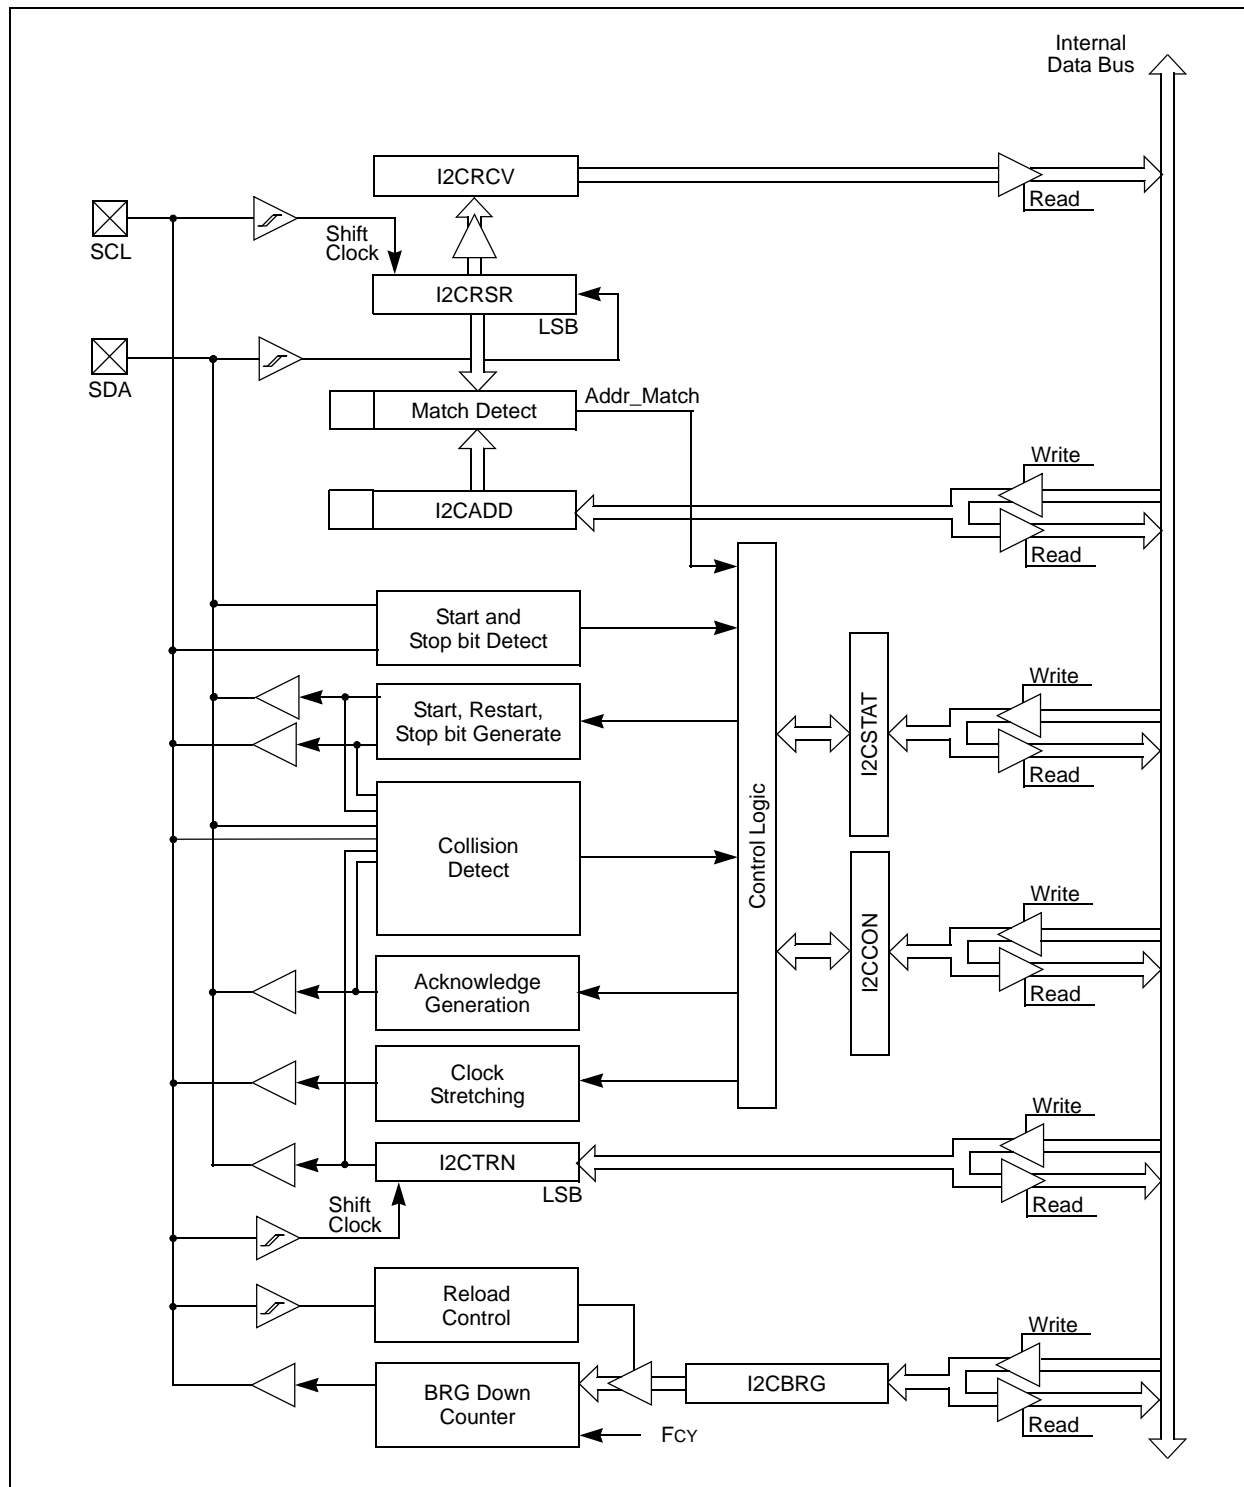 Internal
Data Bus
I2CRCV
Read
SCL
Shift
Clock
I2CRSR
LSB
SDA
Addr_Match
Match Detect
Write
I2CADD
Read
Start and
Stop bit Detect
Write
Start, Restart,
Stop bit Generate
I2CSTAT
Read
Control Logic
Collision
Detect
Write
I2CCON
Acknowledge
Generation
Read
Clock
Stretching
Write
I2CTRN
LSB
Read
Shift
Clock
Reload
Control
Write
I2CBRG
BRG Down
Counter
Read
FCY